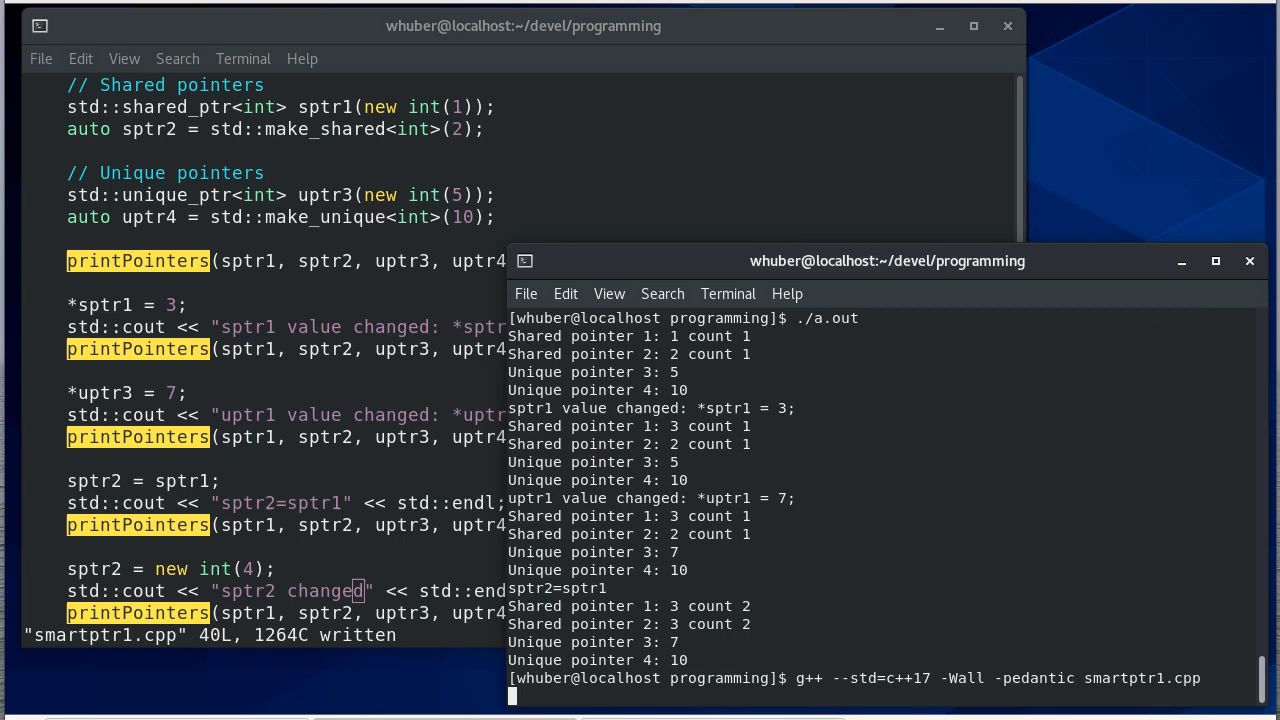 whuber@localhost:~/devel/programming
File Edit View Search Terminal Help
// Shared pointers
std::shared_ptr<int> sptr1(new int(1));
auto sptr2 = std::make_shared<int>(2);
// Unique pointers
std::unique_ptr<int> uptr3(new int(5));
auto uptr4 = std::make_unique<int>(10);
printPointers(sptr1, sptr2, uptr3, uptr4
*sptr1 = 3;
std::cout << "sptr1 value changed: *sptr
printPointers(sptr1, sptr2, uptr3, uptr4
*uptr3 = 7;
std::cout << "uptr1 value changed: *uptr
printPointers(sptr1, sptr2, uptr3, uptr4
sptr2 = sptr1;
std::cout << "sptr2=sptr1" << std::endl;
printPointers(sptr1, sptr2, uptr3, uptr4
sptr2 = new int(4);
std::cout << "sptr2 changed" << std::end
printPointers(sptr1, sptr2, uptr3, uptr4
"smartptr1.cpp" 40L, 1264C written
whuber@localhost:~/devel/programming
File Edit View Search Terminal Help
[whuber@localhost programming]$ ./a.out
Shared pointer 1: 1 count 1
Shared pointer 2: 2 count 1
Unique pointer 3: 5
Unique pointer 4: 10
sptr1 value changed: *sptr1 = 3;
Shared pointer 1: 3 count 1
Shared pointer 2: 2 count 1
Unique pointer 3: 5
Unique pointer 4: 10
uptr1 value changed: *uptr1 = 7;
Shared pointer 1: 3 count 1
Shared pointer 2: 2 count 1
Unique pointer 3: 7
Unique pointer 4: 10
sptr2=sptr1
Shared pointer 1: 3 count 2
Shared pointer 2: 3 count 2
Unique pointer 3: 7
Unique pointer 4: 10
[whuber@localhost programming]$ g++ --std=c++17 -Wall -pedantic smartptr1.cpp